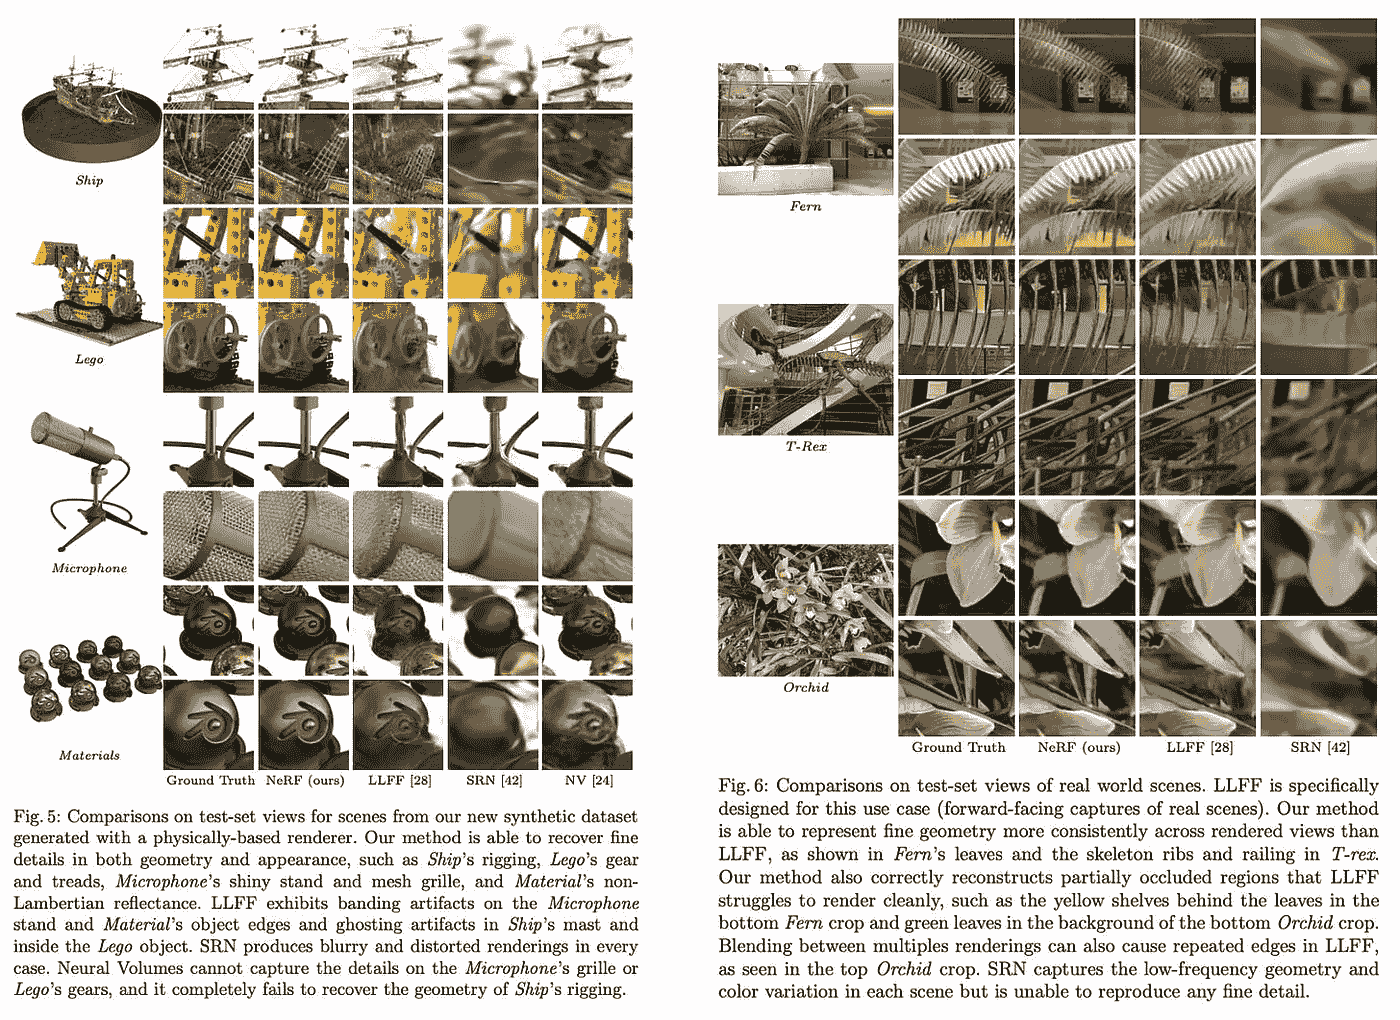 Ship
Lego
Microphone
Materials
Ground Truth NeRF (ours) LLFF [28] SRN [42] NV [24]
Fig. 5: Comparisons on test-set views for scenes from our new synthetic dataset
generated with a physically-based renderer. Our method is able to recover fine
details in both geometry and appearance, such as Ship's rigging, Lego's gear
and treads, Microphone's shiny stand and mesh grille, and Material's non-
Lambertian reflectance. LLFF exhibits banding artifacts on the Microphone
stand and Material's object edges and ghosting artifacts in Ship's mast and
inside the Lego object. SRN produces blurry and distorted renderings in every
case. Neural Volumes cannot capture the details on the Microphone's grille or
Lego's gears, and it completely fails to recover the geometry of Ship's rigging.
Fern
T-Rex
Orchid
Ground Truth NeRF (ours) LLFF [28] SRN [42]
Fig. 6: Comparisons on test-set views of real world scenes. LLFF is specifically
designed for this use case (forward-facing captures of real scenes). Our method
is able to represent fine geometry more consistently across rendered views than
LLFF, as shown in Fern's leaves and the skeleton ribs and railing in T-rex.
Our method also correctly reconstructs partially occluded regions that LLFF
struggles to render cleanly, such as the yellow shelves behind the leaves in the
bottom Fern crop and green leaves in the background of the bottom Orchid crop.
Blending between multiples renderings can also cause repeated edges in LLFF,
as seen in the top Orchid crop. SRN captures the low-frequency geometry and
color variation in each scene but is unable to reproduce any fine detail.